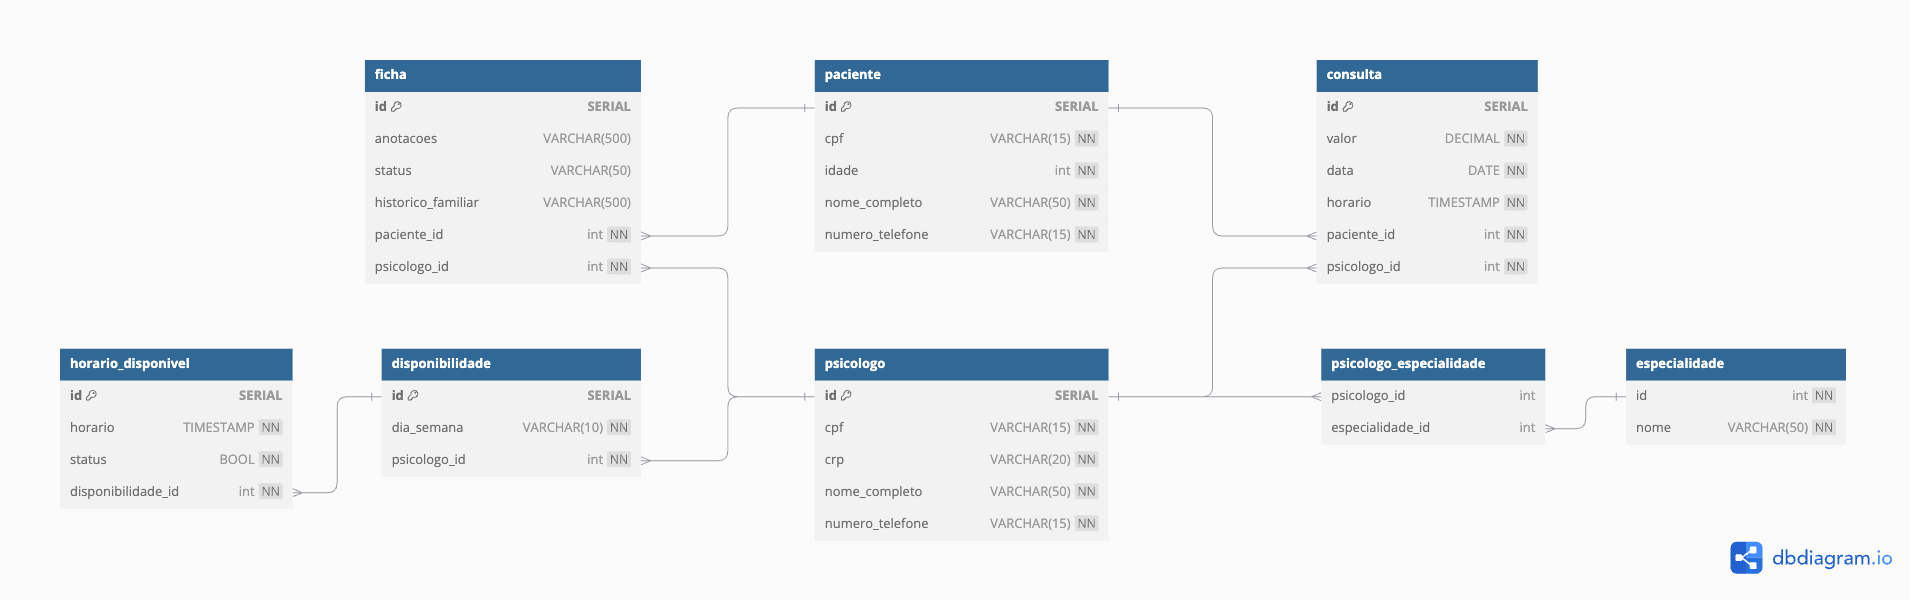 ficha
id SERIAL
anotacoes VARCHAR(500)
status VARCHAR(50)
historico_familiar VARCHAR(500)
paciente_id int NN
psicologo_id int NN
paciente
id SERIAL
cpf VARCHAR(15) NN
idade int NN
nome_completo VARCHAR(50) NN
numero_telefone VARCHAR(15) NN
consulta
id SERIAL
valor DECIMAL NN
data DATE NN
horario TIMESTAMP NN
paciente_id int NN
psicologo_id int NN
horario_disponivel
id SERIAL
horario TIMESTAMP NN
status BOOL NN
disponibilidade_id int NN
disponibilidade
id SERIAL
dia_semana VARCHAR(10) NN
psicologo_id int NN
psicologo
id SERIAL
cpf VARCHAR(15) NN
crp VARCHAR(20) NN
nome_completo VARCHAR(50) NN
numero_telefone VARCHAR(15) NN
psicologo_especialidade
psicologo_id int
especialidade_id int
especialidade
id int NN
nome VARCHAR(50) NN
dbdiagram.io